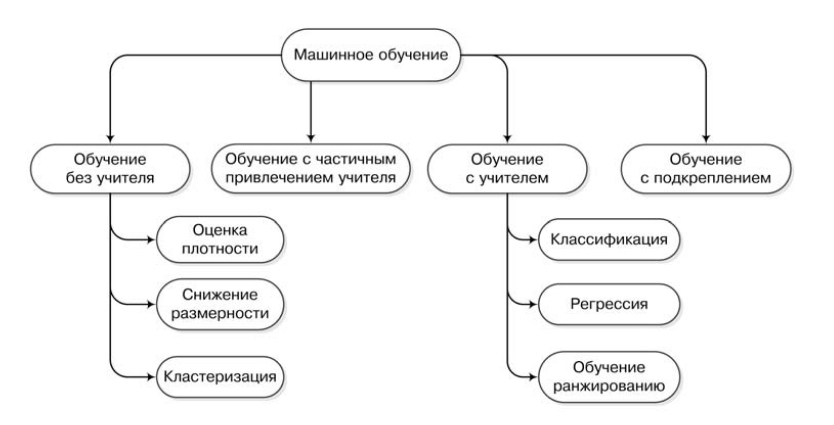 Машинное обучение
Обучение
без учителя
Обучение с частичным
привлечением учителя
Обучение
с учителем
Обучение
с подкреплением
Оценка
плотности
Снижение
размерности
Кластеризация
Классификация
Регрессия
Обучение
ранжированию